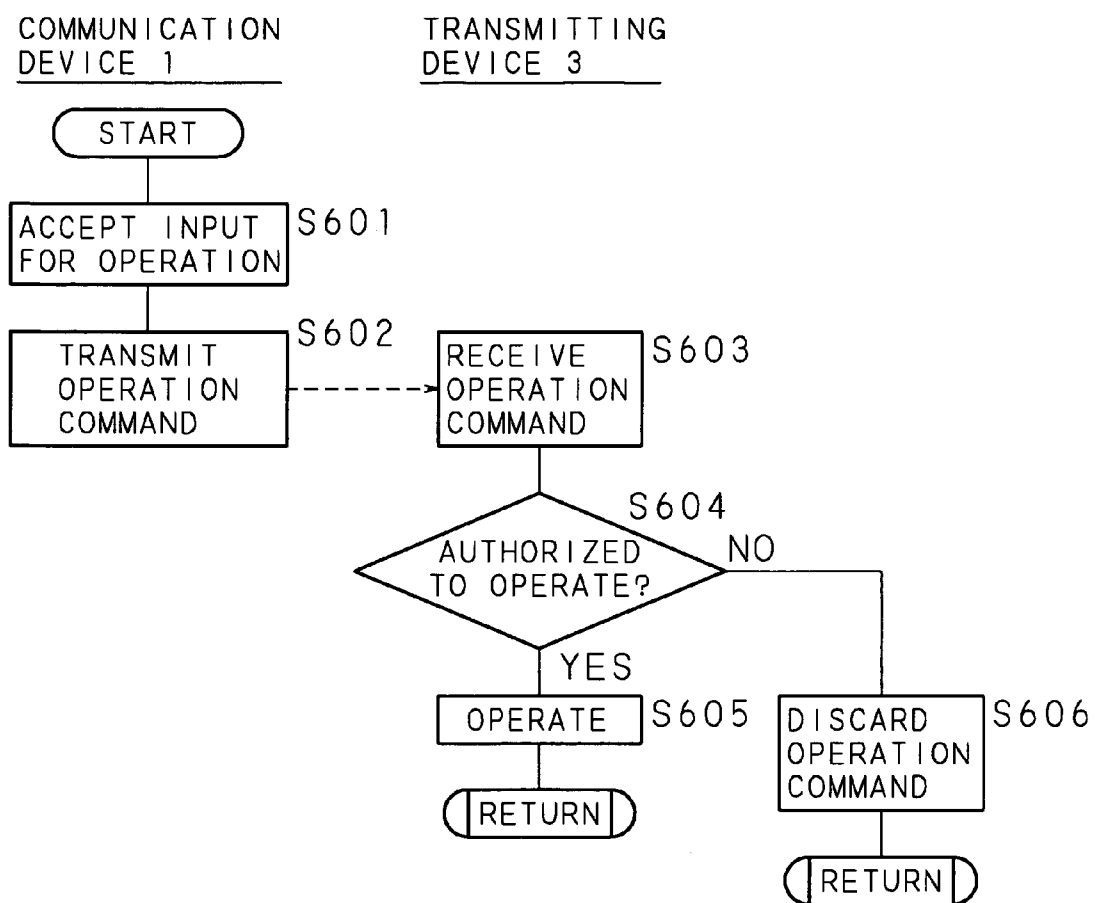 COMMUNICATION
DEVICE 1
TRANSMITTING
DEVICE 3
START
ACCEPT INPUT
FOR OPERATION
S601
TRANSMIT
OPERATION
COMMAND
S602
RECEIVE
OPERATION
COMMAND
S603
AUTHORIZED
TO OPERATE?
S604
NO
YES
OPERATE
S605
DISCARD
OPERATION
COMMAND
S606
RETURN
RETURN